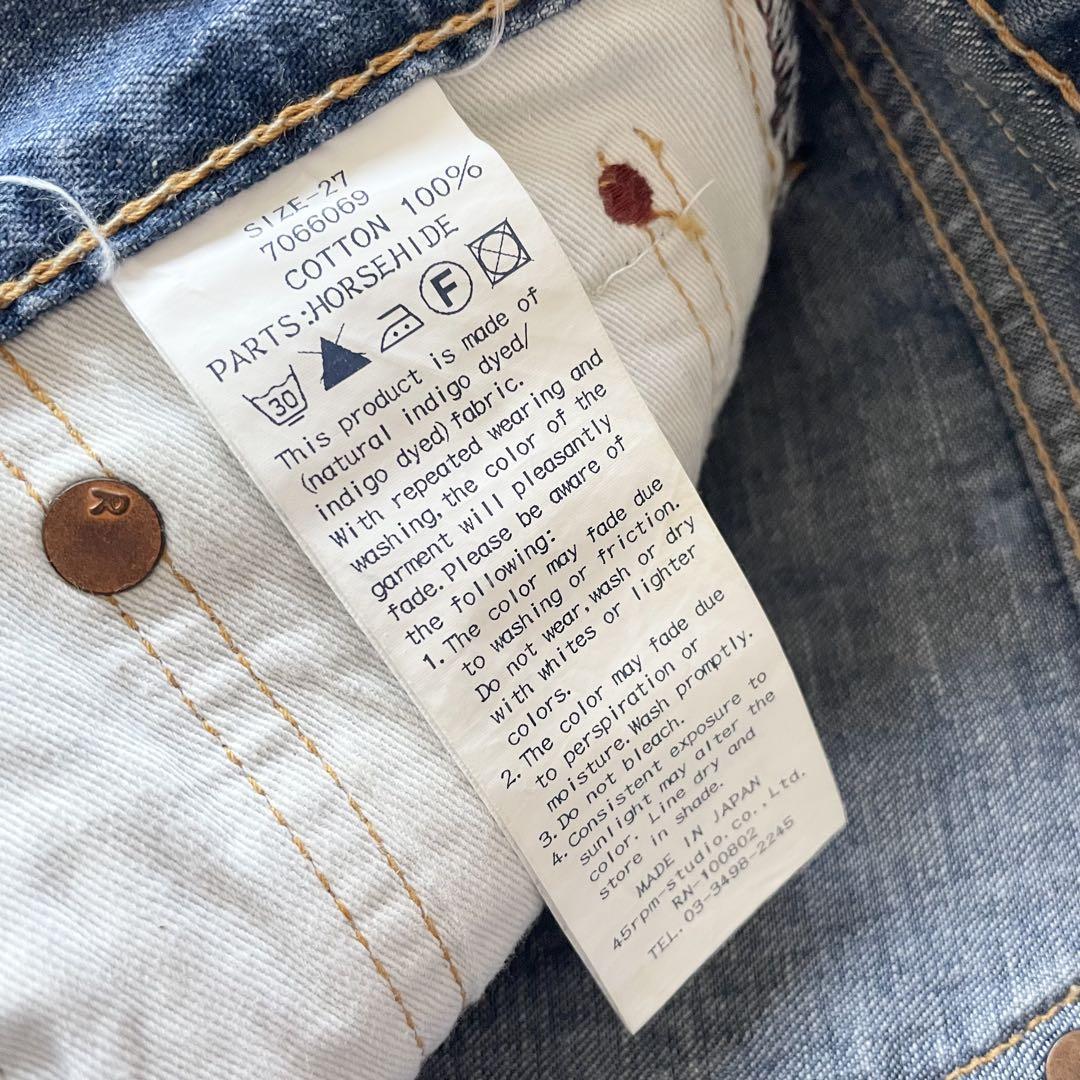 SIZE-27
7066069
COTTON 100%
PARTS:HORSEHIDE
30 F
This product is made of
(natural indigo dyed/
indigo dyed) fabric.
With repeated wearing and
washing, the color of the
garment will pleasantly
fade. Please be aware of
the following:
1. The color may fade due
to washing or friction.
Do not wear, wash or dry
with whites or lighter
colors.
2. The color may fade due
to perspiration or
moisture. Wash promptly.
3. Do not bleach.
4. Consistent exposure to
sunlight may alter the
color. Line dry and
store in shade.
MADE IN JAPAN
45rpm-studio.co.,Ltd.
RN-100802
TEL. 03-3498-2245
R